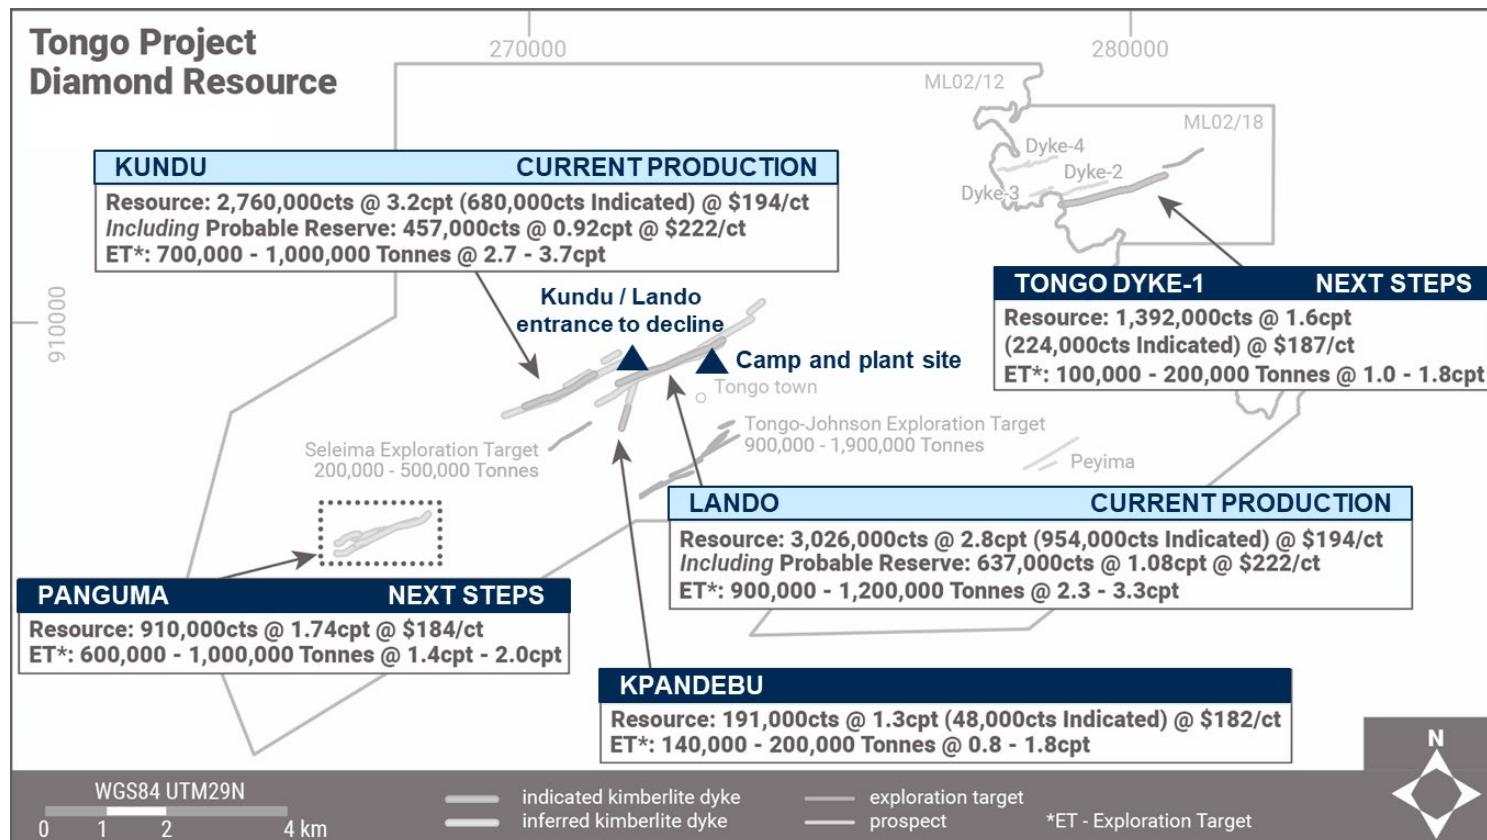 Tongo Project
Diamond Resource
270000
280000
ML02/12
ML02/18
Dyke-4
Dyke-2
Dyke-3
KUNDU CURRENT PRODUCTION
Resource: 2,760,000cts @ 3.2cpt (680,000cts Indicated) @ $194/ct
Including Probable Reserve: 457,000cts @ 0.92cpt @ $222/ct
ET*: 700,000 - 1,000,000 Tonnes @ 2.7 - 3.7cpt
910000
Kundu / Lando
entrance to decline
Camp and plant site
Tongo town
TONGO DYKE-1 NEXT STEPS
Resource: 1,392,000cts @ 1.6cpt
(224,000cts Indicated) @ $187/ct
ET*: 100,000 - 200,000 Tonnes @ 1.0 - 1.8cpt
Seleima Exploration Target
200,000 - 500,000 Tonnes
Tongo-Johnson Exploration Target
900,000 - 1,900,000 Tonnes
Peyima
LANDO CURRENT PRODUCTION
Resource: 3,026,000cts @ 2.8cpt (954,000cts Indicated) @ $194/ct
Including Probable Reserve: 637,000cts @ 1.08cpt @ $222/ct
ET*: 900,000 - 1,200,000 Tonnes @ 2.3 - 3.3cpt
PANGUMA NEXT STEPS
Resource: 910,000cts @ 1.74cpt @ $184/ct
ET*: 600,000 - 1,000,000 Tonnes @ 1.4cpt - 2.0cpt
KPANDEBU
Resource: 191,000cts @ 1.3cpt (48,000cts Indicated) @ $182/ct
ET*: 140,000 - 200,000 Tonnes @ 0.8 - 1.8cpt
N
WGS84 UTM29N
0 1 2 4 km
indicated kimberlite dyke
inferred kimberlite dyke
exploration target
prospect
*ET - Exploration Target